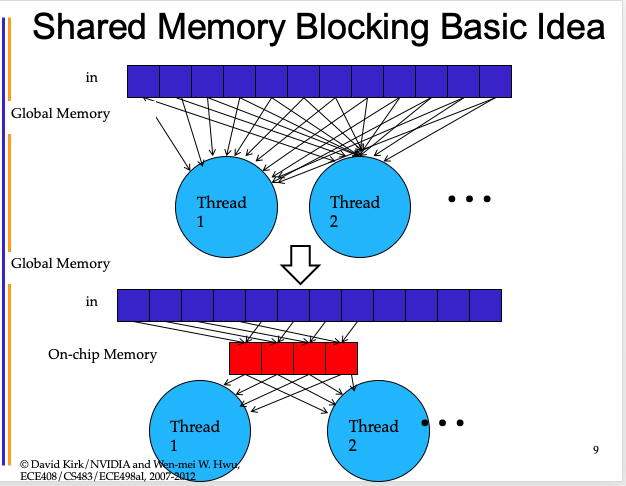 Shared Memory Blocking Basic Idea
in
Global Memory
Thread
1
Thread
2
• • •
Global Memory
in
On-chip Memory
Thread
1
Thread
2
• • •
9
© David Kirk/NVIDIA and Wen-mei W. Hwu,
ECE408/CS483/ECE498al, 2007-2012